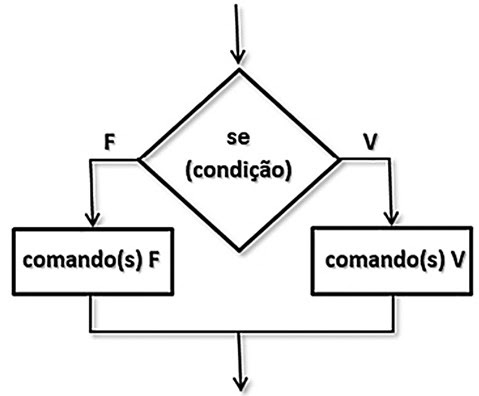 se
(condição)
F
V
comando(s) F
comando(s) V